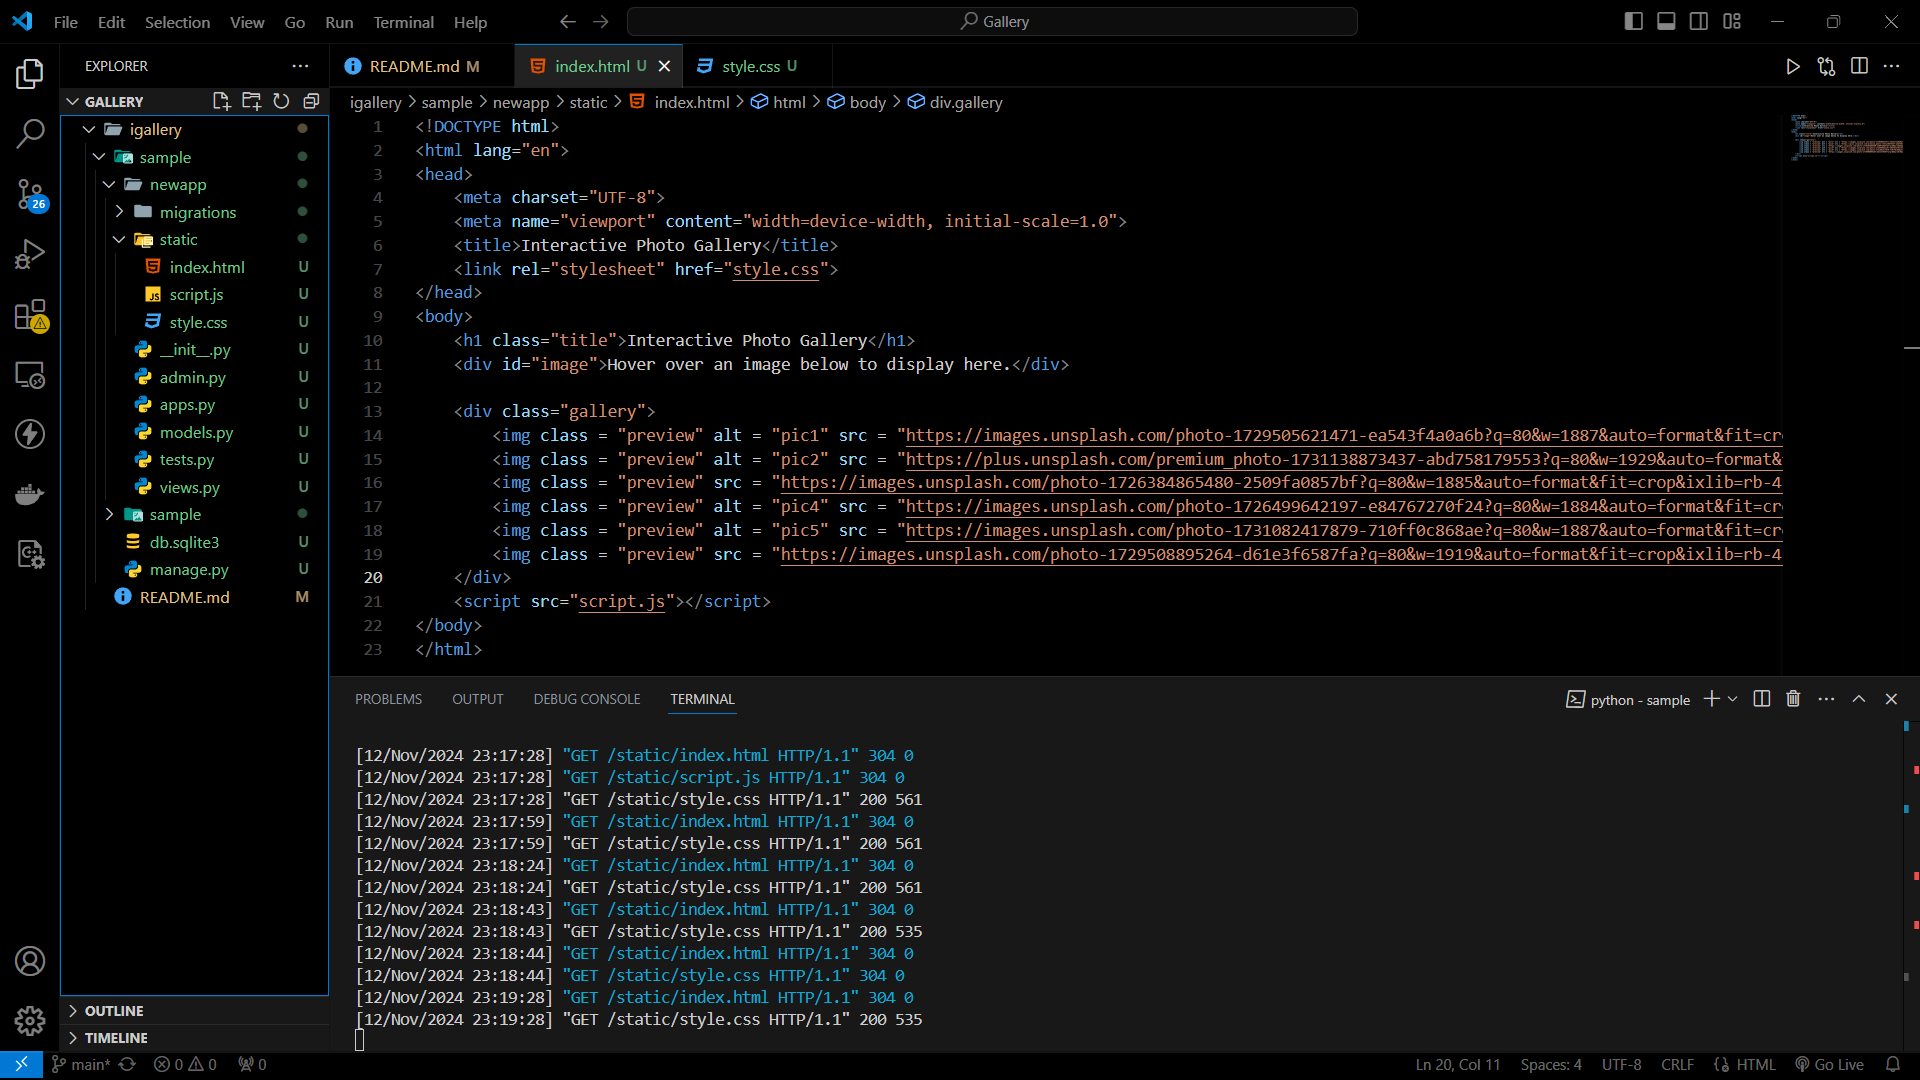 File Edit Selection View Go Run Terminal Help
Gallery
EXPLORER
GALLERY
igallery
sample
newapp
migrations
static
index.html U
script.js U
style.css U
__init__.py U
admin.py U
apps.py U
models.py U
tests.py U
views.py U
sample
db.sqlite3 U
manage.py U
README.md M
OUTLINE
TIMELINE
26
README.md M index.html U style.css U
igallery > sample > newapp > static > index.html > html > body > div.gallery
1 <!DOCTYPE html>
2 <html lang="en">
3 <head>
4 <meta charset="UTF-8">
5 <meta name="viewport" content="width=device-width, initial-scale=1.0">
6 <title>Interactive Photo Gallery</title>
7 <link rel="stylesheet" href="style.css">
8 </head>
9 <body>
10 <h1 class="title">Interactive Photo Gallery</h1>
11 <div id="image">Hover over an image below to display here.</div>
12
13 <div class="gallery">
14 <img class = "preview" alt = "pic1" src = "https://images.unsplash.com/photo-1729505621471-ea543f4a0a6b?q=80&w=1887&auto=format&fit=cro
15 <img class = "preview" alt = "pic2" src = "https://plus.unsplash.com/premium_photo-1731138873437-abd758179553?q=80&w=1929&auto=format&
16 <img class = "preview" src = "https://images.unsplash.com/photo-1726384865480-2509fa0857bf?q=80&w=1885&auto=format&fit=crop&ixlib=rb-4
17 <img class = "preview" alt = "pic4" src = "https://images.unsplash.com/photo-1726499642197-e84767270f24?q=80&w=1884&auto=format&fit=cro
18 <img class = "preview" alt = "pic5" src = "https://images.unsplash.com/photo-1731082417879-710ff0c868ae?q=80&w=1887&auto=format&fit=cro
19 <img class = "preview" src = "https://images.unsplash.com/photo-1729508895264-d61e3f6587fa?q=80&w=1919&auto=format&fit=crop&ixlib=rb-4
20 </div>
21 <script src="script.js"></script>
22 </body>
23 </html>
PROBLEMS OUTPUT DEBUG CONSOLE TERMINAL
python - sample
[12/Nov/2024 23:17:28] "GET /static/index.html HTTP/1.1" 304 0
[12/Nov/2024 23:17:28] "GET /static/script.js HTTP/1.1" 304 0
[12/Nov/2024 23:17:28] "GET /static/style.css HTTP/1.1" 200 561
[12/Nov/2024 23:17:59] "GET /static/index.html HTTP/1.1" 304 0
[12/Nov/2024 23:17:59] "GET /static/style.css HTTP/1.1" 200 561
[12/Nov/2024 23:18:24] "GET /static/index.html HTTP/1.1" 304 0
[12/Nov/2024 23:18:24] "GET /static/style.css HTTP/1.1" 200 561
[12/Nov/2024 23:18:43] "GET /static/index.html HTTP/1.1" 304 0
[12/Nov/2024 23:18:43] "GET /static/style.css HTTP/1.1" 200 535
[12/Nov/2024 23:18:44] "GET /static/index.html HTTP/1.1" 304 0
[12/Nov/2024 23:18:44] "GET /static/style.css HTTP/1.1" 304 0
[12/Nov/2024 23:19:28] "GET /static/index.html HTTP/1.1" 304 0
[12/Nov/2024 23:19:28] "GET /static/style.css HTTP/1.1" 200 535
main* 0 0 0 Ln 20, Col 11 Spaces: 4 UTF-8 CRLF HTML Go Live